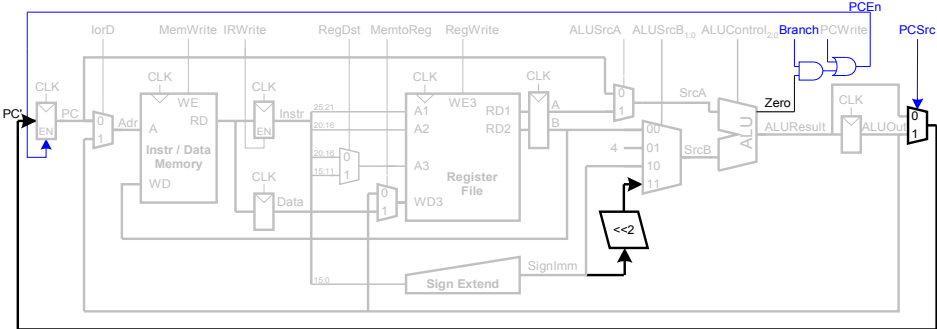 PCEn
IorD MemWrite IRWrite RegDst MemtoReg RegWrite ALUSrcA ALUSrcB1:0 ALUControl2:0 Branch PCWrite PCSrc
CLK CLK CLK CLK CLK CLK
PC' PC 0 1 Adr A WE RD Instr / Data Memory WD
EN EN
Instr 25:21 20:16 20:16 15:11 15:0
CLK Data
0 1
0 1
A1 A2 A3 WD3 WE3 RD1 RD2 Register File
A B
0 1 SrcA
4 00 01 10 11 SrcB
ALU Zero ALUResult ALUOut
0 1
<<2
SignImm
Sign Extend